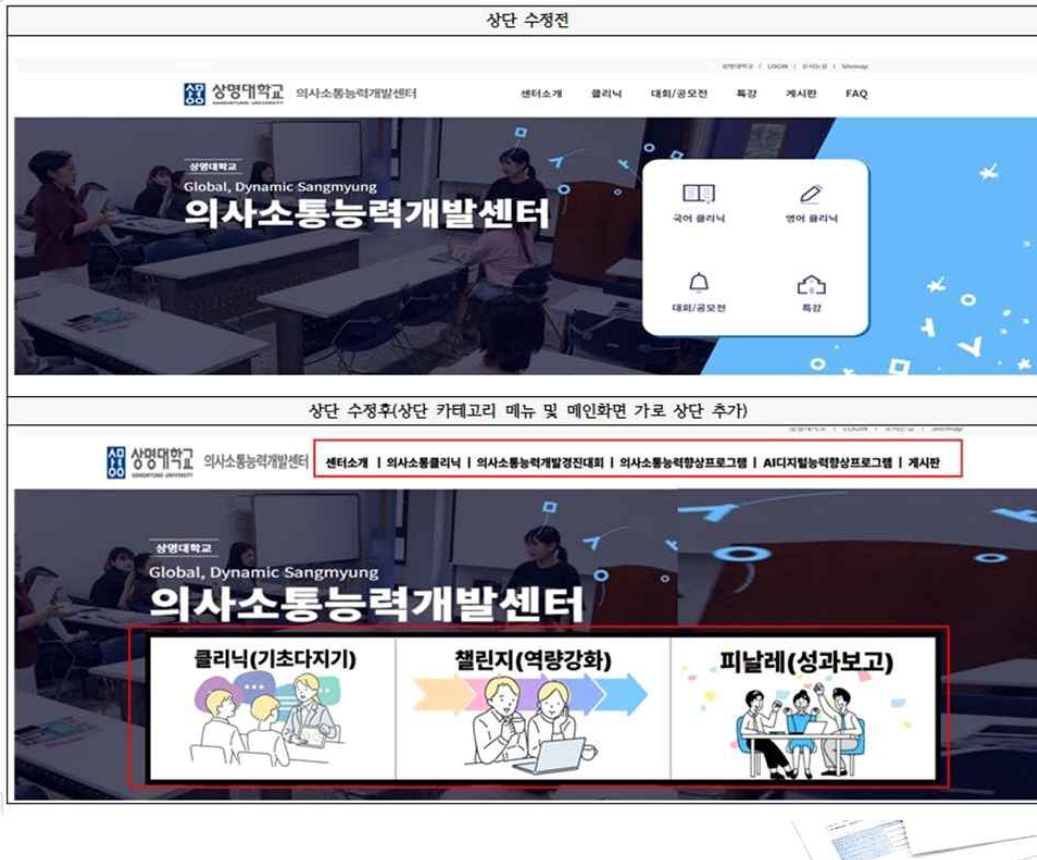 상단 수정전
상명대학교 | LOGIN | 오시는길 | Sitemap
상명대학교 의사소통능력개발센터 센터소개 클리닉 대회/공모전 특강 게시판 FAQ
SANGMYUNG UNIVERSITY
상명대학교
Global, Dynamic Sangmyung
의사소통능력개발센터
국어 클리닉 영어 클리닉
대회/공모전 특강
상단 수정후(상단 카테고리 메뉴 및 메인화면 가로 상단 추가)
상명대학교 의사소통능력개발센터 센터소개 | 의사소통클리닉 | 의사소통능력개발경진대회 | 의사소통능력향상프로그램 | AI디지털능력향상프로그램 | 게시판
SANGMYUNG UNIVERSITY
상명대학교
Global, Dynamic Sangmyung
의사소통능력개발센터
클리닉(기초다지기) 챌린지(역량강화) 피날레(성과보고)